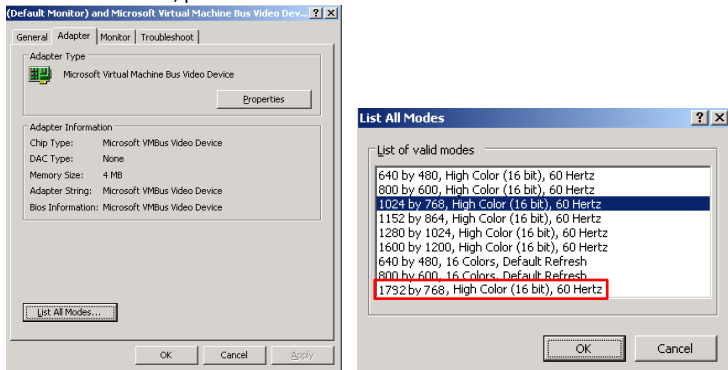 (Default Monitor) and Microsoft Virtual Machine Bus Video Dev...
General Adapter Monitor Troubleshoot
Adapter Type
Microsoft Virtual Machine Bus Video Device
Properties
Adapter Information
Chip Type: Microsoft VMBus Video Device
DAC Type: None
Memory Size: 4 MB
Adapter String: Microsoft VMBus Video Device
Bios Information: Microsoft VMBus Video Device
List All Modes...
OK Cancel Apply
List All Modes
List of valid modes
640 by 480, High Color (16 bit), 60 Hertz
800 by 600, High Color (16 bit), 60 Hertz
1024 by 768, High Color (16 bit), 60 Hertz
1152 by 864, High Color (16 bit), 60 Hertz
1280 by 1024, High Color (16 bit), 60 Hertz
1600 by 1200, High Color (16 bit), 60 Hertz
640 by 480, 16 Colors, Default Refresh
800 by 600, 16 Colors, Default Refresh
1792 by 768, High Color (16 bit), 60 Hertz
OK Cancel